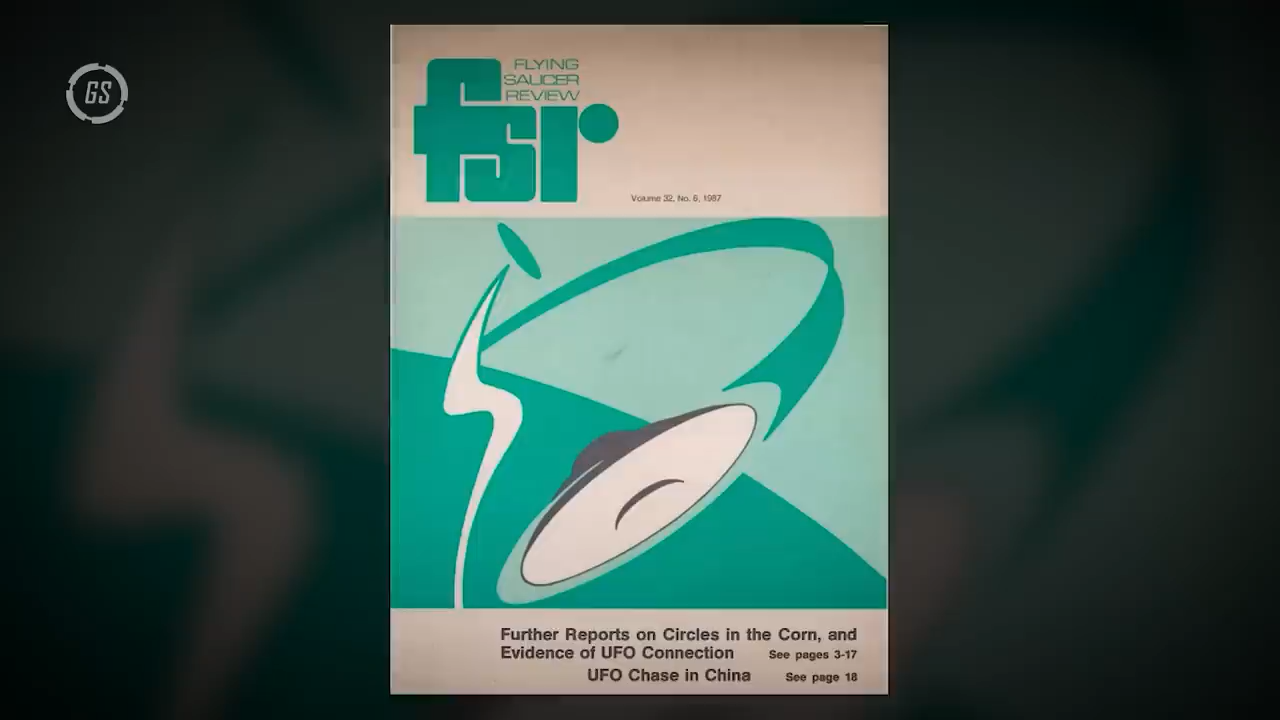 GS
FLYING
SAUCER
REVIEW
fsr
Volume 32, No. 6, 1987
Further Reports on Circles in the Corn, and
Evidence of UFO Connection See pages 3-17
UFO Chase in China See page 18